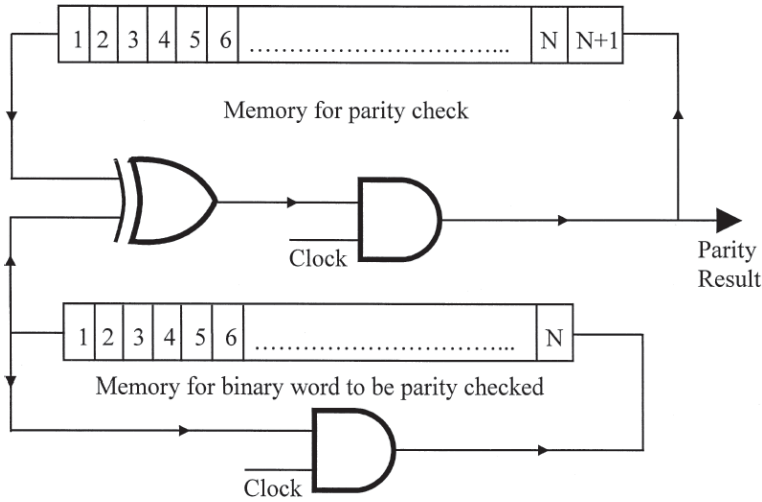 1 2 3 4 5 6 ................................... N N+1
Memory for parity check
Clock
Parity
Result
1 2 3 4 5 6 ................................... N
Memory for binary word to be parity checked
Clock